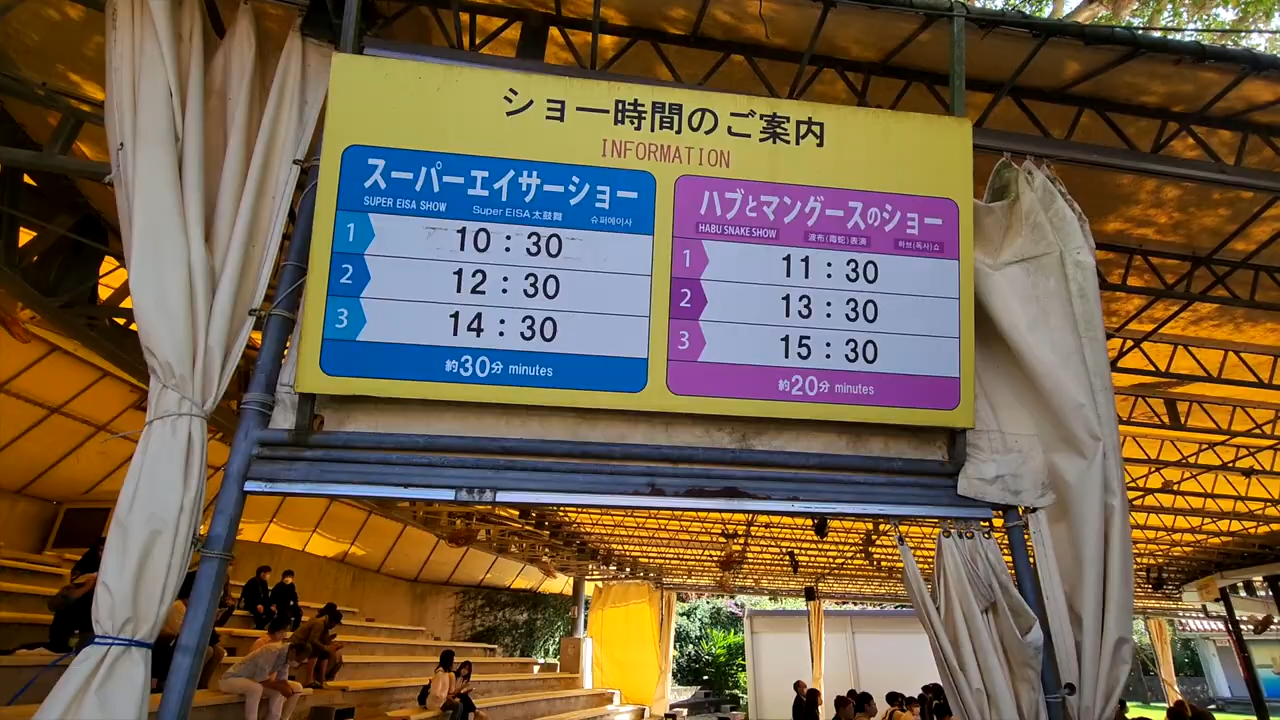 ショー時間のご案内
INFORMATION
スーパーエイサーショー
SUPER EISA SHOW Super EISA 太鼓舞 슈퍼에이사
1 10：30
2 12：30
3 14：30
約30分 minutes
ハブとマングースのショー
HABU SNAKE SHOW 波布(毒蛇)表演 하브(독사)쇼
1 11：30
2 13：30
3 15：30
約20分 minutes